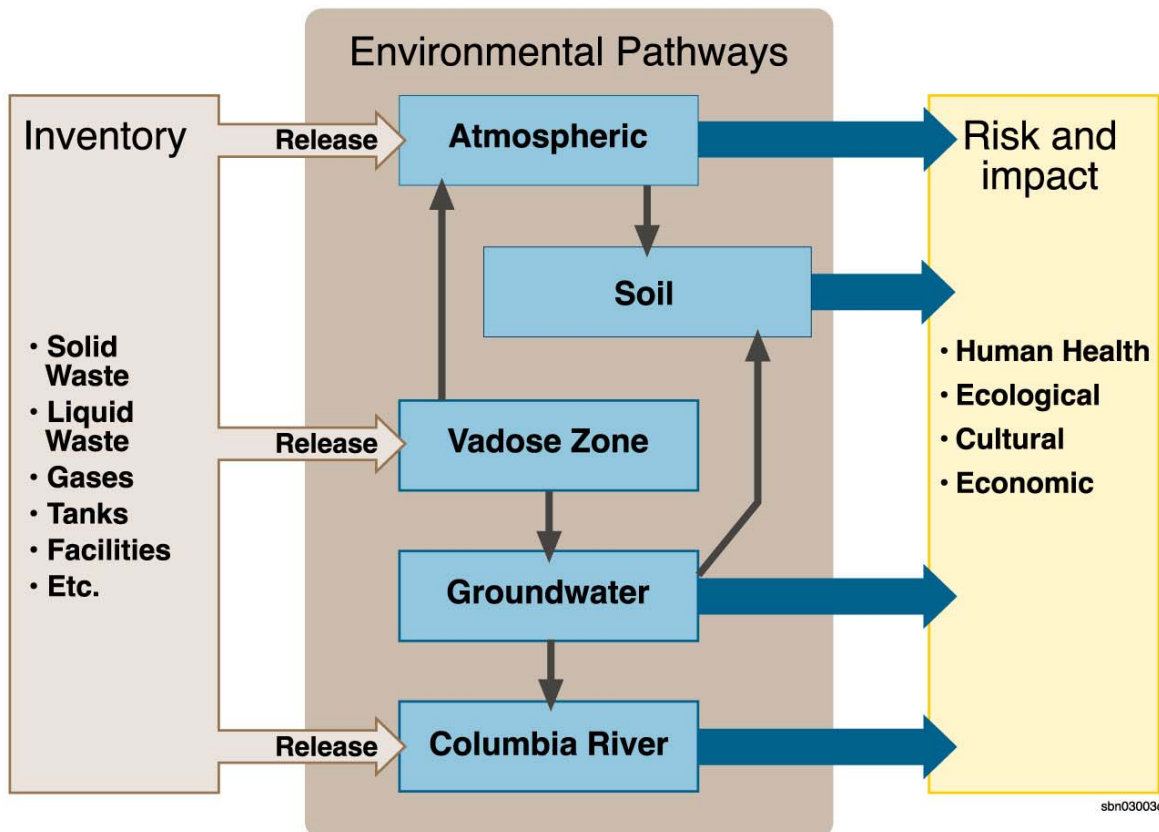 Environmental Pathways
Inventory
Release
Atmospheric
Risk and
impact
Soil
• Solid
Waste
• Liquid
Waste
• Gases
• Tanks
• Facilities
• Etc.
Release
Vadose Zone
• Human Health
• Ecological
• Cultural
• Economic
Groundwater
Release
Columbia River